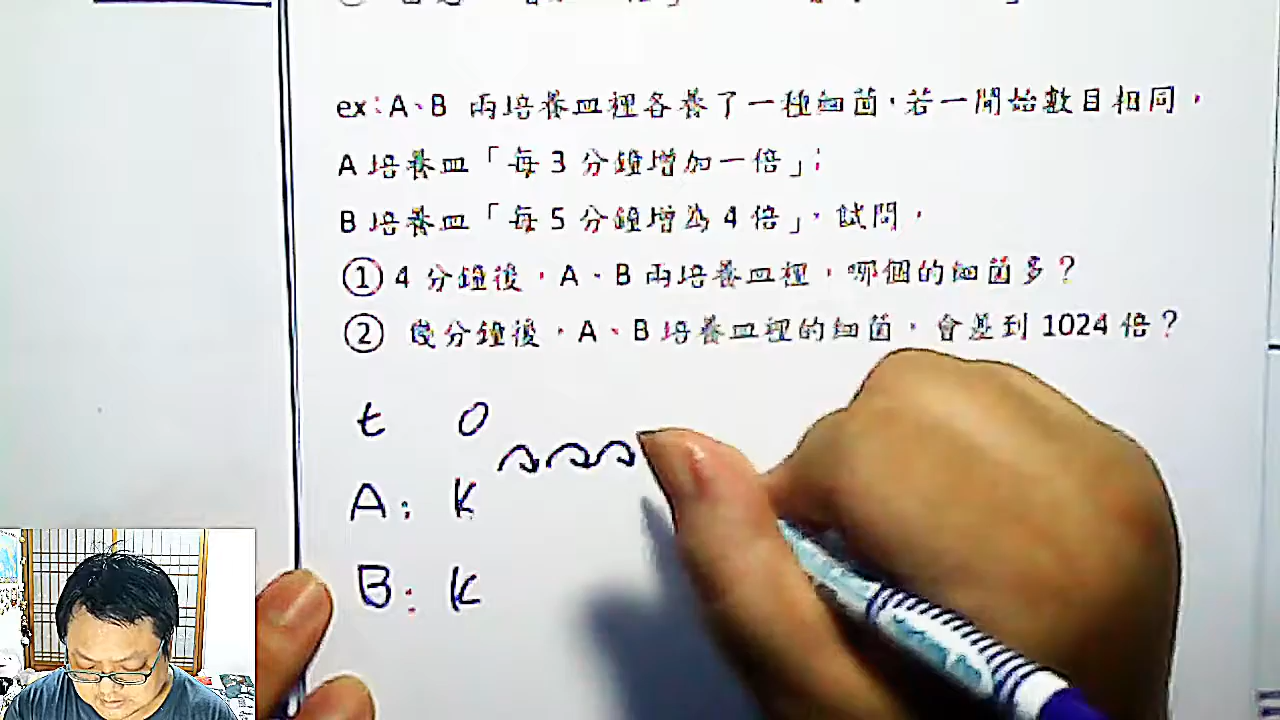 ex:A、B 兩培養皿裡各養了一種細菌,若一開始數目相同,
A 培養皿「每 3 分鐘增加一倍」;
B 培養皿「每 5 分鐘增為 4 倍」,試問,
① 4 分鐘後,A、B 兩培養皿裡,哪個的細菌多?
② 幾分鐘後,A、B 培養皿裡的細菌,會差到 1024 倍?
t 0
A: K
B: K